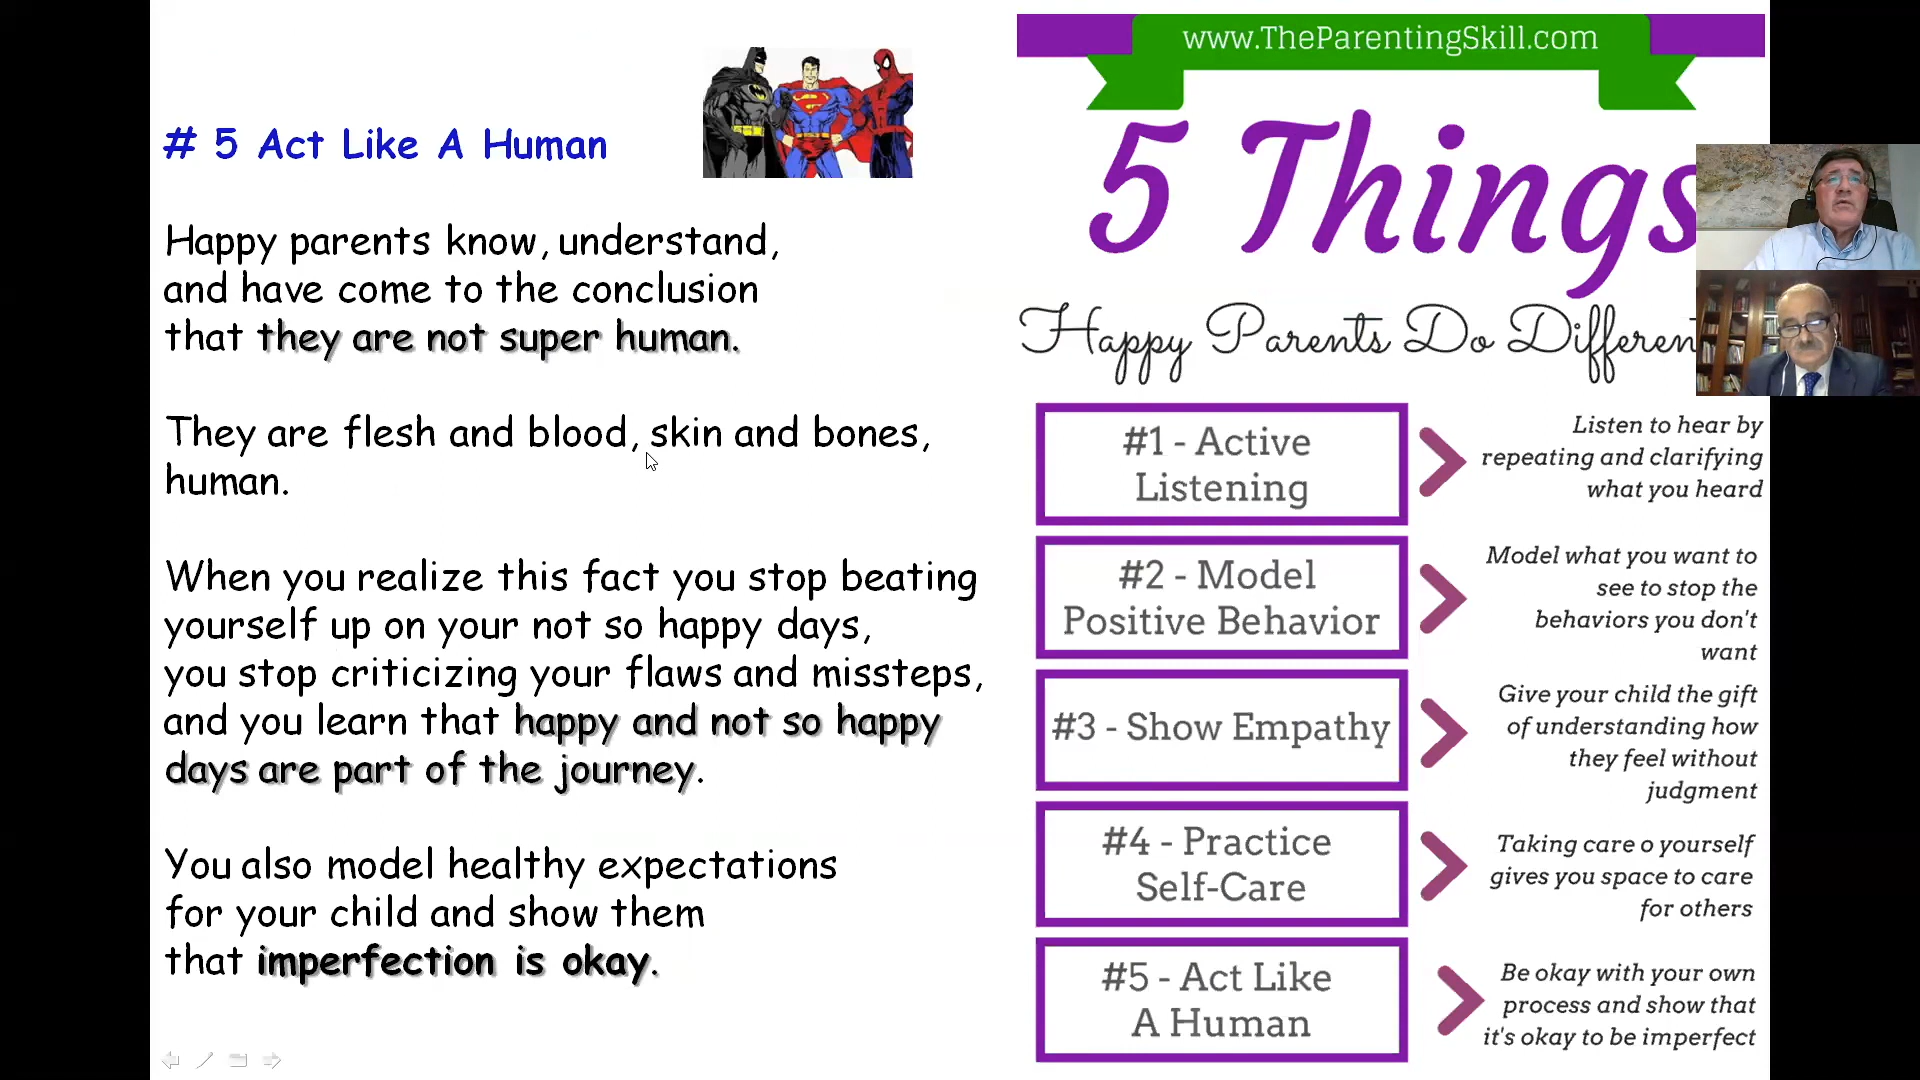 # 5 Act Like A Human
Happy parents know, understand,
and have come to the conclusion
that they are not super human.
They are flesh and blood, skin and bones,
human.
When you realize this fact you stop beating
yourself up on your not so happy days,
you stop criticizing your flaws and missteps,
and you learn that happy and not so happy
days are part of the journey.
You also model healthy expectations
for your child and show them
that imperfection is okay.
www.TheParentingSkill.com
5 Things
Happy Parents Do Different
#1 - Active
Listening
Listen to hear by
repeating and clarifying
what you heard
#2 - Model
Positive Behavior
Model what you want to
see to stop the
behaviors you don't
want
#3 - Show Empathy
Give your child the gift
of understanding how
they feel without
judgment
#4 - Practice
Self-Care
Taking care o yourself
gives you space to care
for others
#5 - Act Like
A Human
Be okay with your own
process and show that
it's okay to be imperfect